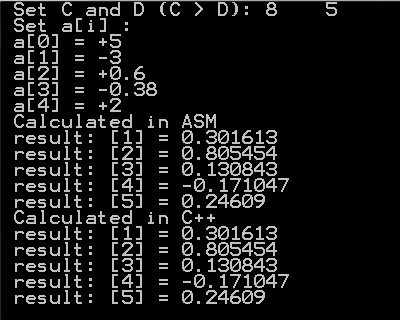 Set C and D (C > D): 8    5
Set a[i] :
a[0] = +5
a[1] = -3
a[2] = +0.6
a[3] = -0.38
a[4] = +2
Calculated in ASM
result: [1] = 0.301613
result: [2] = 0.805454
result: [3] = 0.130843
result: [4] = -0.171047
result: [5] = 0.24609
Calculated in C++
result: [1] = 0.301613
result: [2] = 0.805454
result: [3] = 0.130843
result: [4] = -0.171047
result: [5] = 0.24609